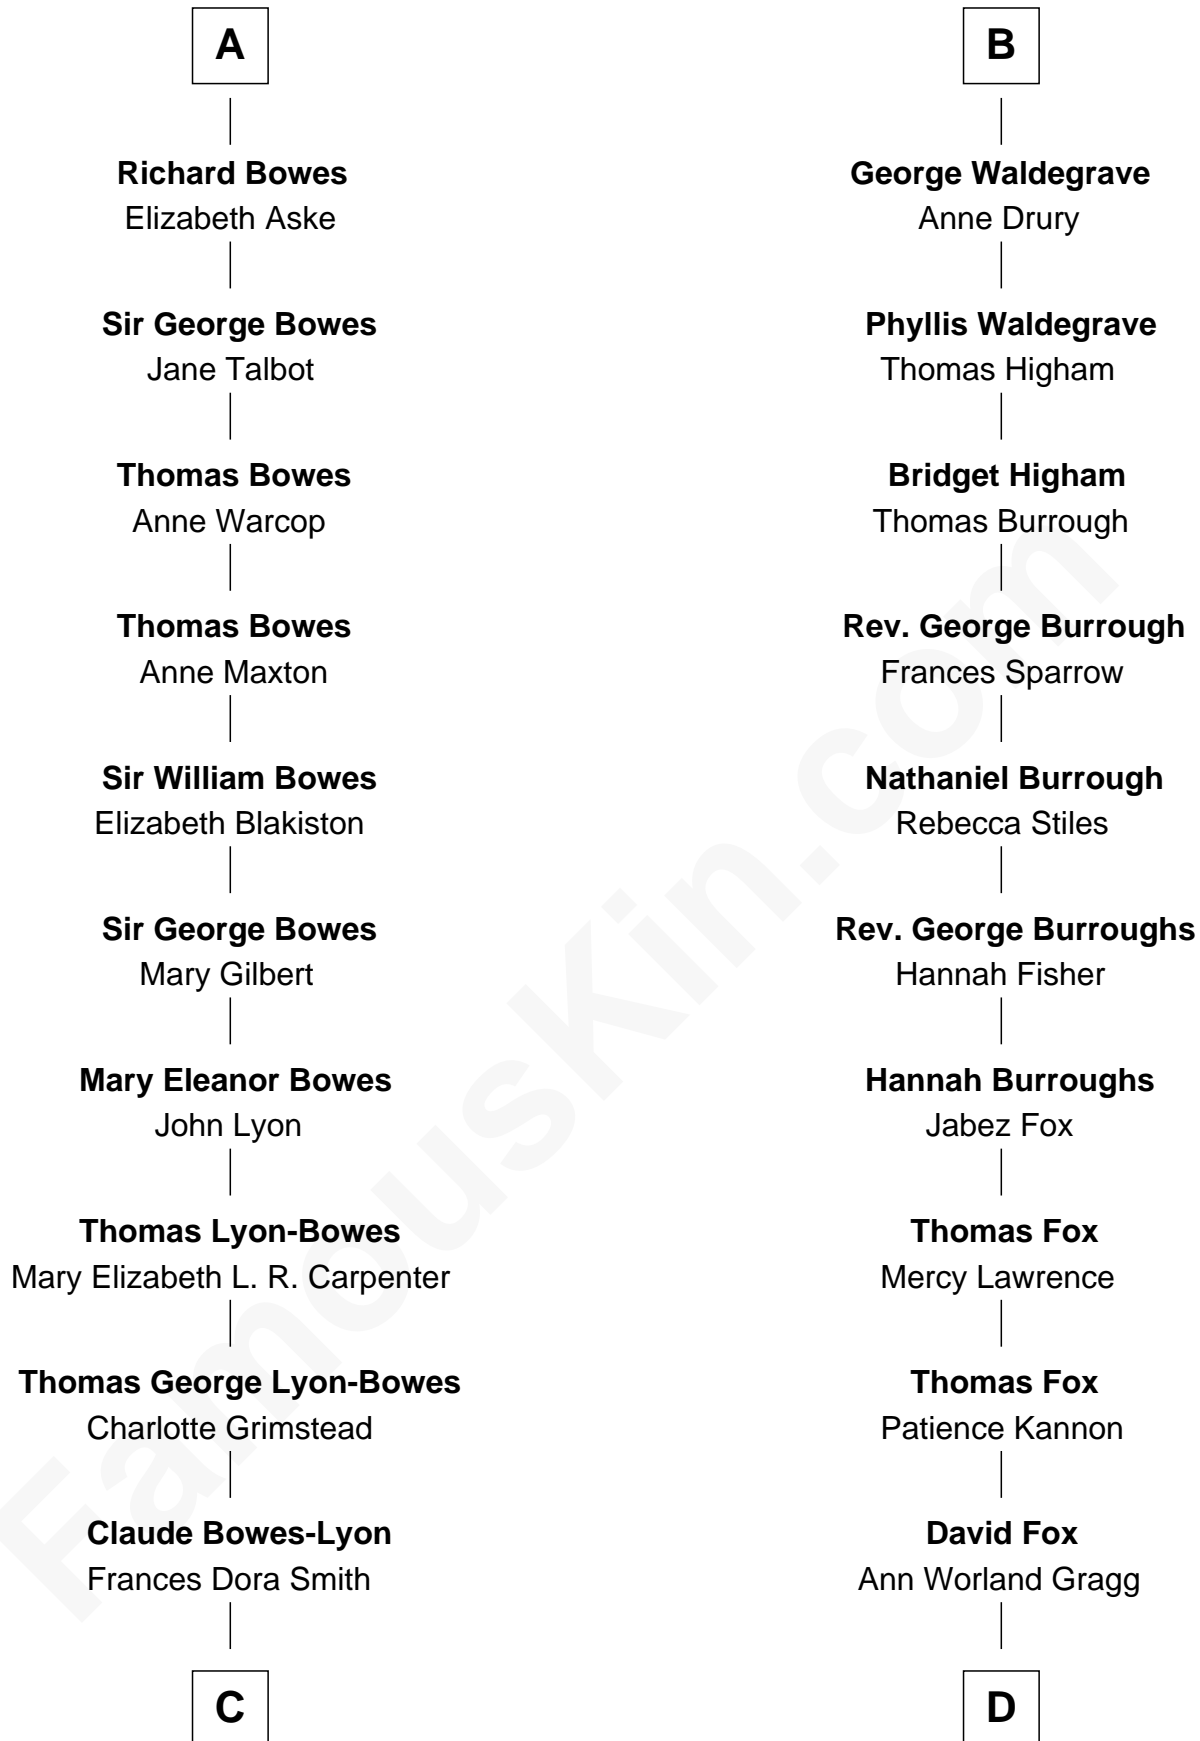 A
Richard Bowes
Elizabeth Aske
Sir George Bowes
Jane Talbot
Thomas Bowes
Anne Warcop
Thomas Bowes
Anne Maxton
Sir William Bowes
Elizabeth Blakiston
Sir George Bowes
Mary Gilbert
Mary Eleanor Bowes
John Lyon
Thomas Lyon-Bowes
Mary Elizabeth L. R. Carpenter
Thomas George Lyon-Bowes
Charlotte Grimstead
Claude Bowes-Lyon
Frances Dora Smith
C
B
George Waldegrave
Anne Drury
Phyllis Waldegrave
Thomas Higham
Bridget Higham
Thomas Burrough
Rev. George Burrough
Frances Sparrow
Nathaniel Burrough
Rebecca Stiles
Rev. George Burroughs
Hannah Fisher
Hannah Burroughs
Jabez Fox
Thomas Fox
Mercy Lawrence
Thomas Fox
Patience Kannon
David Fox
Ann Worland Gragg
D
FamousKin.com